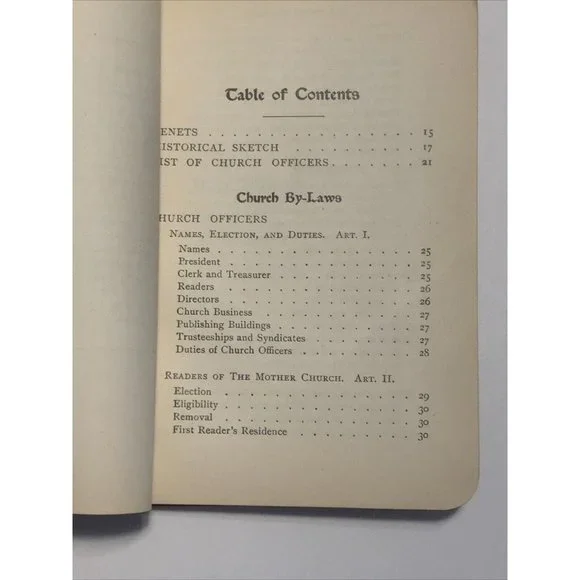 Table of Contents
ENETS . . . . . . . . . . . . . . . . 15
ISTORICAL SKETCH . . . . . . . . . . 17
IST OF CHURCH OFFICERS . . . . . . . . 21
Church By-Laws
HURCH OFFICERS
NAMES, ELECTION, AND DUTIES. ART. I.
Names . . . . . . . . . . . . . . . 25
President . . . . . . . . . . . . . . 25
Clerk and Treasurer . . . . . . . . . . 25
Readers . . . . . . . . . . . . . . 26
Directors . . . . . . . . . . . . . . 26
Church Business . . . . . . . . . . . 27
Publishing Buildings . . . . . . . . . . 27
Trusteeships and Syndicates . . . . . . . 27
Duties of Church Officers . . . . . . . . 28
READERS OF THE MOTHER CHURCH. ART. II.
Election . . . . . . . . . . . . . . 29
Eligibility . . . . . . . . . . . . . . 30
Removal . . . . . . . . . . . . . . 30
First Reader's Residence . . . . . . . . 30